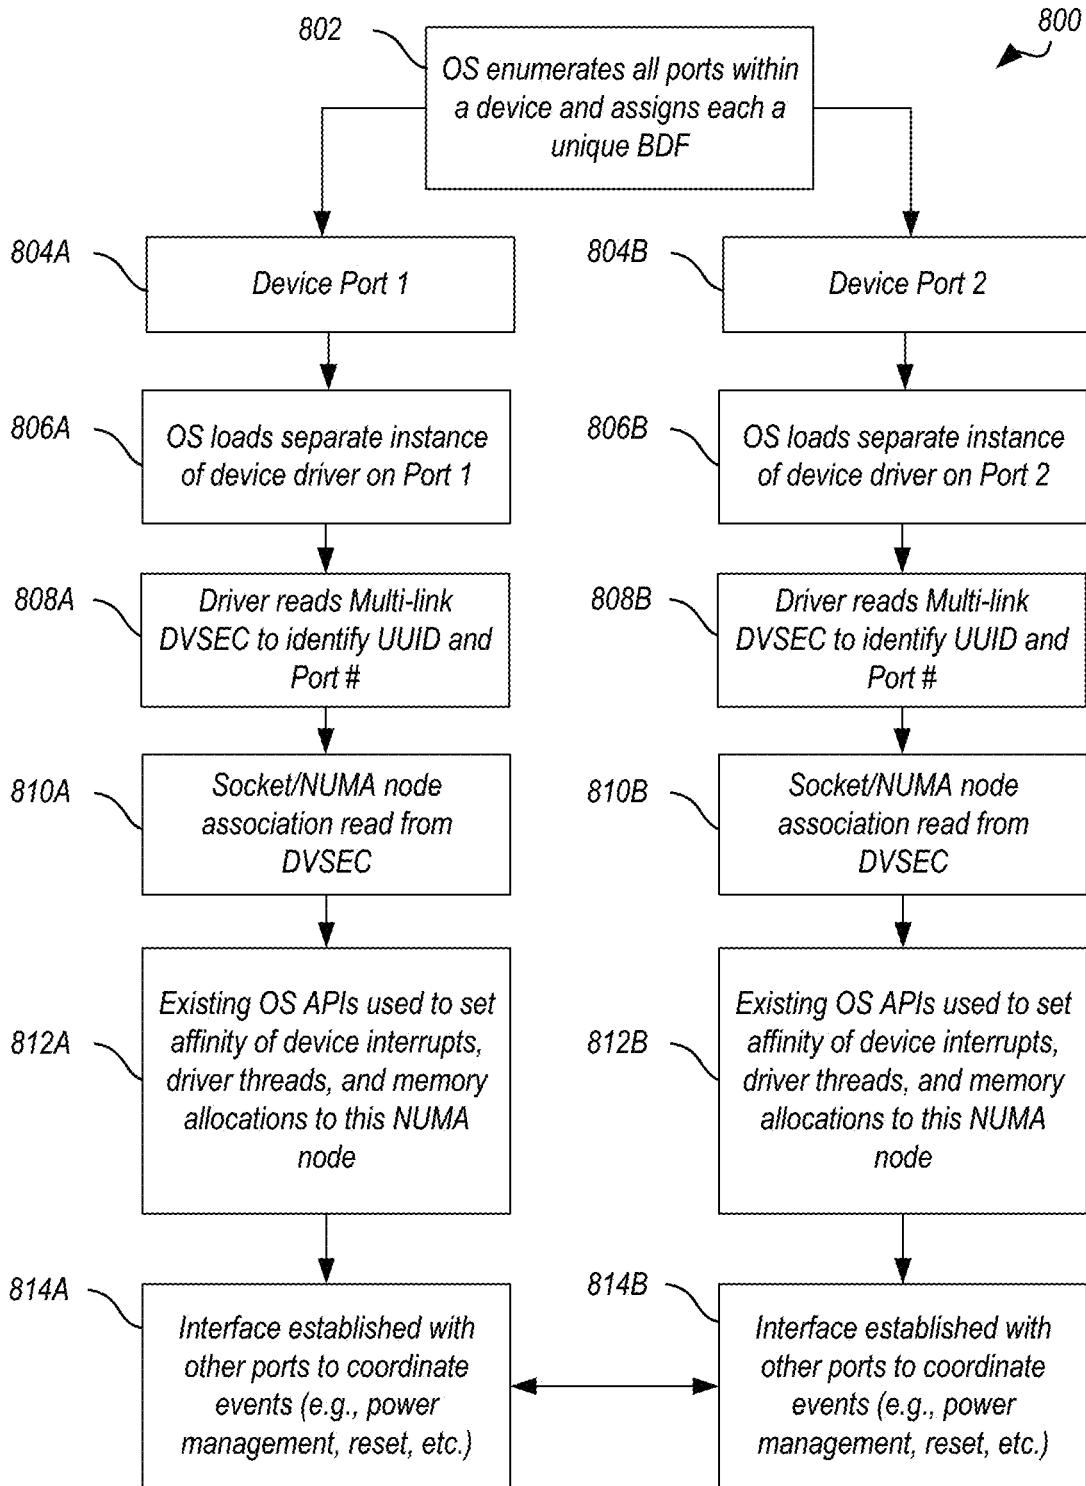 802
800
OS enumerates all ports within
a device and assigns each a
unique BDF
804A
Device Port 1
804B
Device Port 2
806A
OS loads separate instance
of device driver on Port 1
806B
OS loads separate instance
of device driver on Port 2
808A
Driver reads Multi-link
DVSEC to identify UUID and
Port #
808B
Driver reads Multi-link
DVSEC to identify UUID and
Port #
810A
Socket/NUMA node
association read from
DVSEC
810B
Socket/NUMA node
association read from
DVSEC
812A
Existing OS APIs used to set
affinity of device interrupts,
driver threads, and memory
allocations to this NUMA
node
812B
Existing OS APIs used to set
affinity of device interrupts,
driver threads, and memory
allocations to this NUMA
node
814A
Interface established with
other ports to coordinate
events (e.g., power
management, reset, etc.)
814B
Interface established with
other ports to coordinate
events (e.g., power
management, reset, etc.)